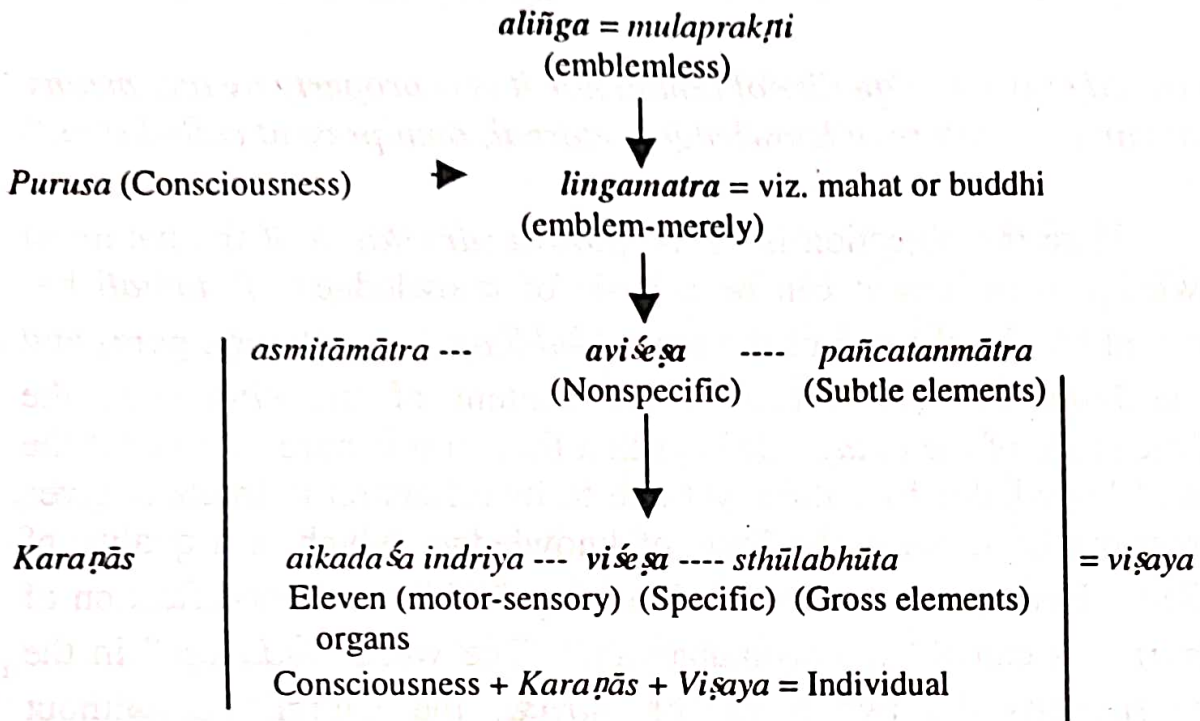 aliñga = mulaprakṛti
(emblemless)
Purusa (Consciousness) lingamatra = viz. mahat or buddhi
(emblem-merely)
asmitāmātra --- aviśeṣa ---- pañcatanmātra
(Nonspecific) (Subtle elements)
Karaṇās aikadaśa indriya --- viśeṣa ---- sthūlabhūta = viṣaya
Eleven (motor-sensory) (Specific) (Gross elements)
organs
Consciousness + Karaṇās + Viṣaya = Individual